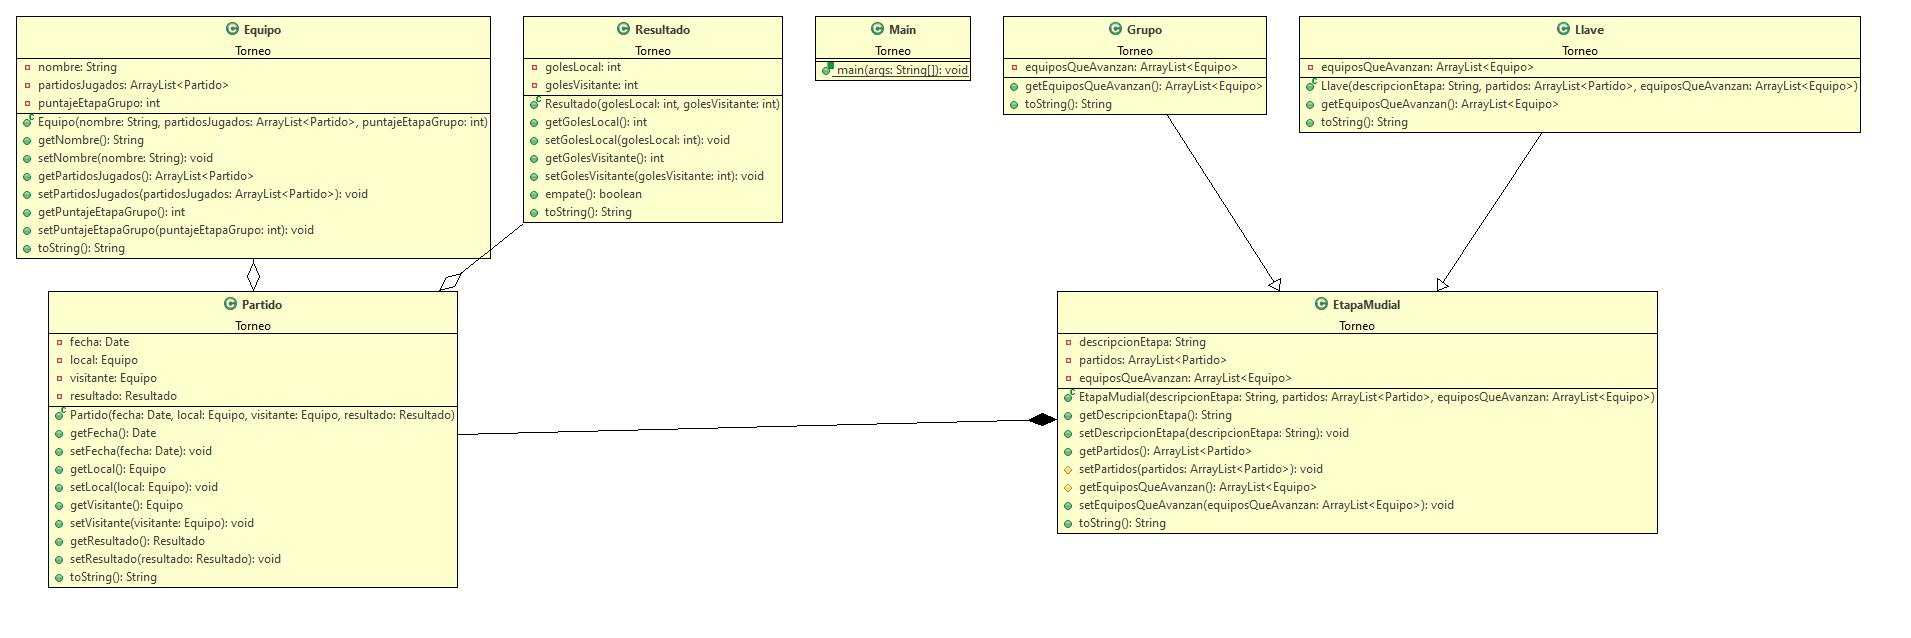 Equipo
Torneo
nombre: String
partidosJugados: ArrayList<Partido>
puntajeEtapaGrupo: int
Equipo(nombre: String, partidosJugados: ArrayList<Partido>, puntajeEtapaGrupo: int)
getNombre(): String
setNombre(nombre: String): void
getPartidosJugados(): ArrayList<Partido>
setPartidosJugados(partidosJugados: ArrayList<Partido>): void
getPuntajeEtapaGrupo(): int
setPuntajeEtapaGrupo(puntajeEtapaGrupo: int): void
toString(): String
Resultado
Torneo
golesLocal: int
golesVisitante: int
Resultado(golesLocal: int, golesVisitante: int)
getGolesLocal(): int
setGolesLocal(golesLocal: int): void
getGolesVisitante(): int
setGolesVisitante(golesVisitante: int): void
empate(): boolean
toString(): String
Main
Torneo
main(args: String[]): void
Grupo
Torneo
equiposQueAvanzan: ArrayList<Equipo>
getEquiposQueAvanzan(): ArrayList<Equipo>
toString(): String
Llave
Torneo
equiposQueAvanzan: ArrayList<Equipo>
Llave(descripcionEtapa: String, partidos: ArrayList<Partido>, equiposQueAvanzan: ArrayList<Equipo>)
getEquiposQueAvanzan(): ArrayList<Equipo>
toString(): String
Partido
Torneo
fecha: Date
local: Equipo
visitante: Equipo
resultado: Resultado
Partido(fecha: Date, local: Equipo, visitante: Equipo, resultado: Resultado)
getFecha(): Date
setFecha(fecha: Date): void
getLocal(): Equipo
setLocal(local: Equipo): void
getVisitante(): Equipo
setVisitante(visitante: Equipo): void
getResultado(): Resultado
setResultado(resultado: Resultado): void
toString(): String
EtapaMudial
Torneo
descripcionEtapa: String
partidos: ArrayList<Partido>
equiposQueAvanzan: ArrayList<Equipo>
EtapaMudial(descripcionEtapa: String, partidos: ArrayList<Partido>, equiposQueAvanzan: ArrayList<Equipo>)
getDescripcionEtapa(): String
setDescripcionEtapa(descripcionEtapa: String): void
getPartidos(): ArrayList<Partido>
setPartidos(partidos: ArrayList<Partido>): void
getEquiposQueAvanzan(): ArrayList<Equipo>
setEquiposQueAvanzan(equiposQueAvanzan: ArrayList<Equipo>): void
toString(): String